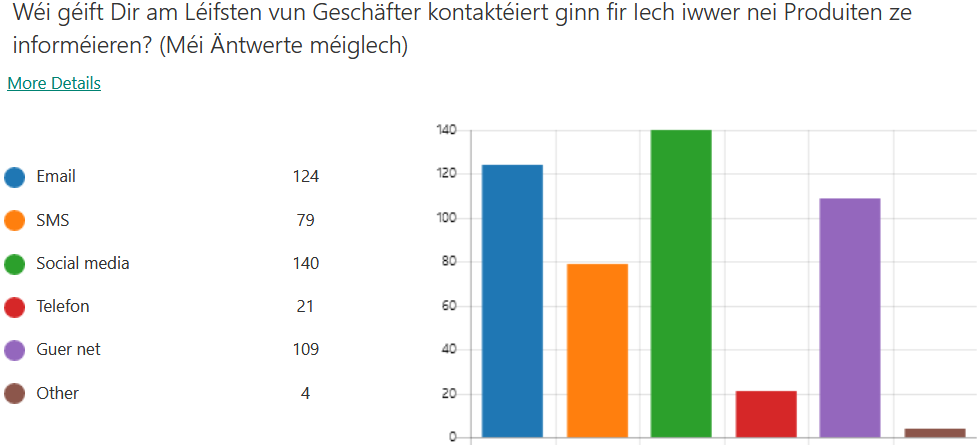 Wéi géift Dir am Léifsten vun Geschäfter kontaktéiert ginn fir Iech iwwer nei Produiten ze
informéieren? (Méi Äntwerte méiglech)
More Details
Email 124
SMS 79
Social media 140
Telefon 21
Guer net 109
Other 4
140
120
100
80
60
40
20
0